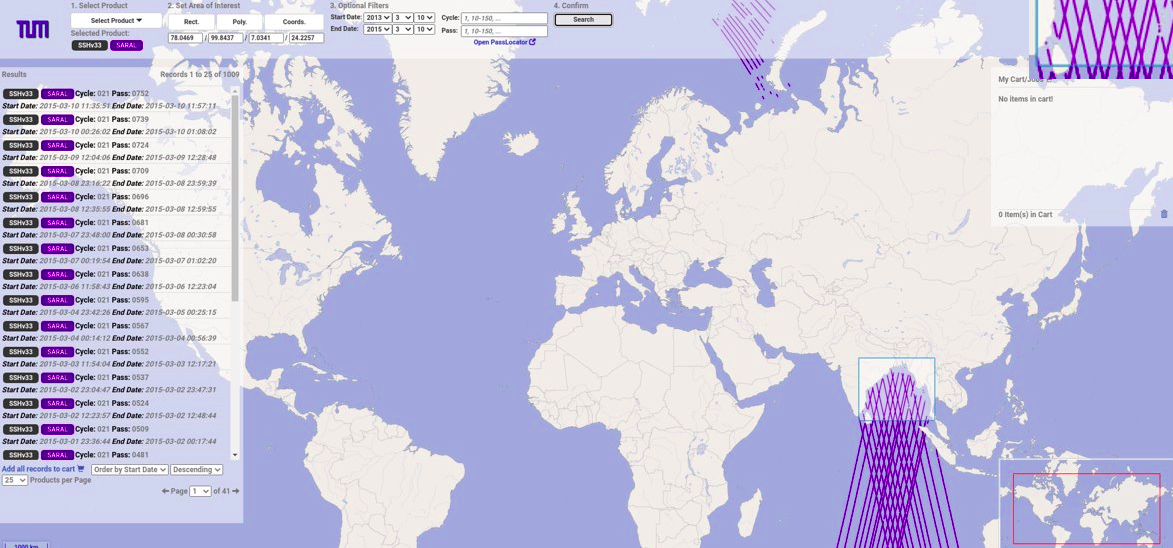 TUM
1. Select Product
Select Product
Selected Product:
SSHv33 SARAL
2. Set Area of Interest
Rect. Poly. Coords.
78.0469 / 99.8437 / 7.0341 / 24.2257
3. Optional Filters
Start Date: 2013 3 10 Cycle: 1, 10-150, ...
End Date: 2015 3 10 Pass: 1, 10-150, ...
Open PassLocator
4. Confirm
Search
Results Records 1 to 25 of 1009
SSHv33 SARAL Cycle: 021 Pass: 0752
Start Date: 2015-03-10 11:35:51 End Date: 2015-03-10 11:57:11
SSHv33 SARAL Cycle: 021 Pass: 0739
Start Date: 2015-03-10 00:26:02 End Date: 2015-03-10 01:08:02
SSHv33 SARAL Cycle: 021 Pass: 0724
Start Date: 2015-03-09 12:04:06 End Date: 2015-03-09 12:28:48
SSHv33 SARAL Cycle: 021 Pass: 0709
Start Date: 2015-03-08 23:16:22 End Date: 2015-03-08 23:59:39
SSHv33 SARAL Cycle: 021 Pass: 0696
Start Date: 2015-03-08 12:35:55 End Date: 2015-03-08 12:59:55
SSHv33 SARAL Cycle: 021 Pass: 0681
Start Date: 2015-03-07 23:48:00 End Date: 2015-03-08 00:30:58
SSHv33 SARAL Cycle: 021 Pass: 0653
Start Date: 2015-03-07 00:19:54 End Date: 2015-03-07 01:02:20
SSHv33 SARAL Cycle: 021 Pass: 0638
Start Date: 2015-03-06 11:58:43 End Date: 2015-03-06 12:23:04
SSHv33 SARAL Cycle: 021 Pass: 0595
Start Date: 2015-03-04 23:42:26 End Date: 2015-03-05 00:25:15
SSHv33 SARAL Cycle: 021 Pass: 0567
Start Date: 2015-03-04 00:14:12 End Date: 2015-03-04 00:56:39
SSHv33 SARAL Cycle: 021 Pass: 0552
Start Date: 2015-03-03 11:54:04 End Date: 2015-03-03 12:17:21
SSHv33 SARAL Cycle: 021 Pass: 0537
Start Date: 2015-03-02 23:04:47 End Date: 2015-03-02 23:47:31
SSHv33 SARAL Cycle: 021 Pass: 0524
Start Date: 2015-03-02 12:23:57 End Date: 2015-03-02 12:48:44
SSHv33 SARAL Cycle: 021 Pass: 0509
Start Date: 2015-03-01 23:36:44 End Date: 2015-03-02 00:17:44
SSHv33 SARAL Cycle: 021 Pass: 0481
Add all records to cart Order by Start Date Descending
25 Products per Page
Page 1 of 41
1000 km
My Cart/
No items in cart!
0 Item(s) in Cart